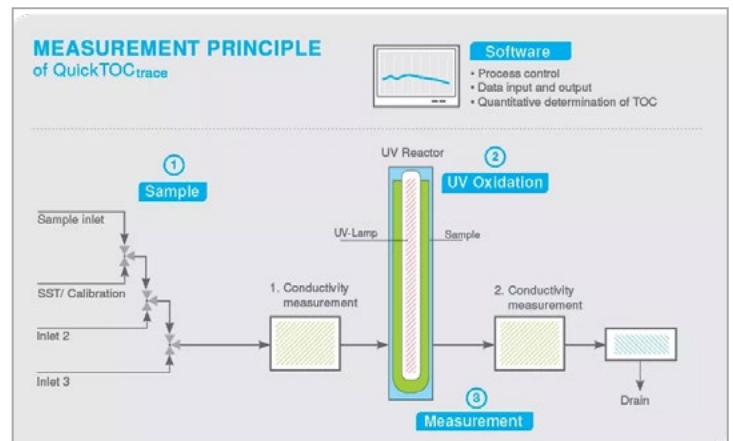 MEASUREMENT PRINCIPLE
of QuickTOCtrace
Software
• Process control
• Data input and output
• Quantitative determination of TOC
1
Sample
UV Reactor
2
UV Oxidation
Sample inlet
UV-Lamp
Sample
SST/ Calibration
1. Conductivity
measurement
2. Conductivity
measurement
Inlet 2
Inlet 3
Drain
3
Measurement